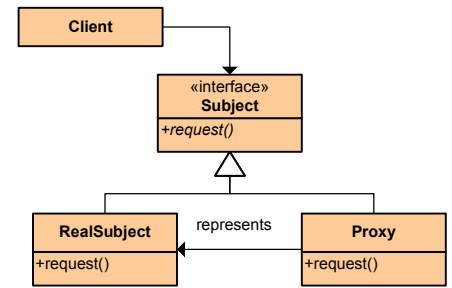 Client
«interface»
Subject
+request()
represents
RealSubject
Proxy
+request()
+request()